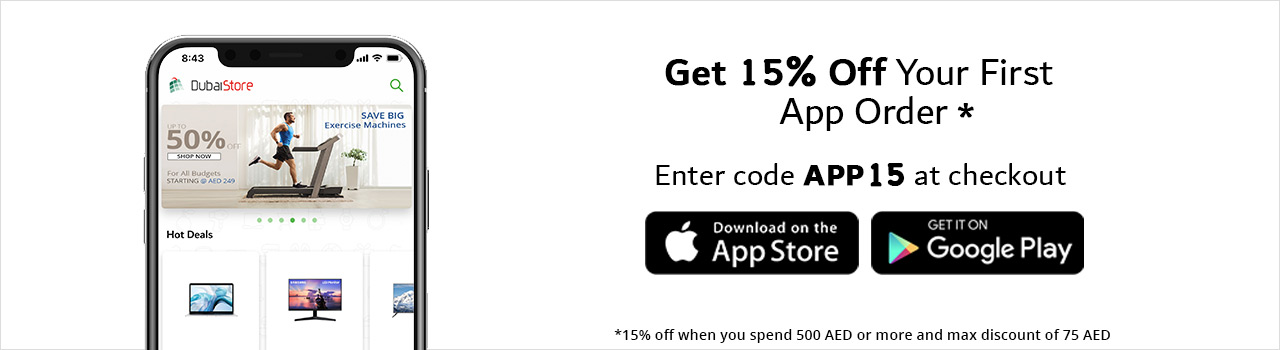 8:43
DubaiStore
UP TO
50% OFF
SHOP NOW
For All Budgets
STARTING @ AED 249
SAVE BIG
Exercise Machines
Hot Deals
Get 15% Off Your First
App Order *
Enter code APP15 at checkout
Download on the
App Store
GET IT ON
Google Play
*15% off when you spend 500 AED or more and max discount of 75 AED